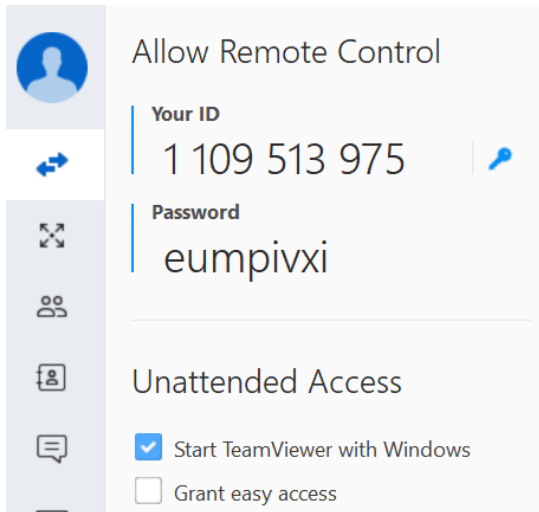 Allow Remote Control
Your ID
1 109 513 975
Password
eumpivxi
Unattended Access
Start TeamViewer with Windows
Grant easy access